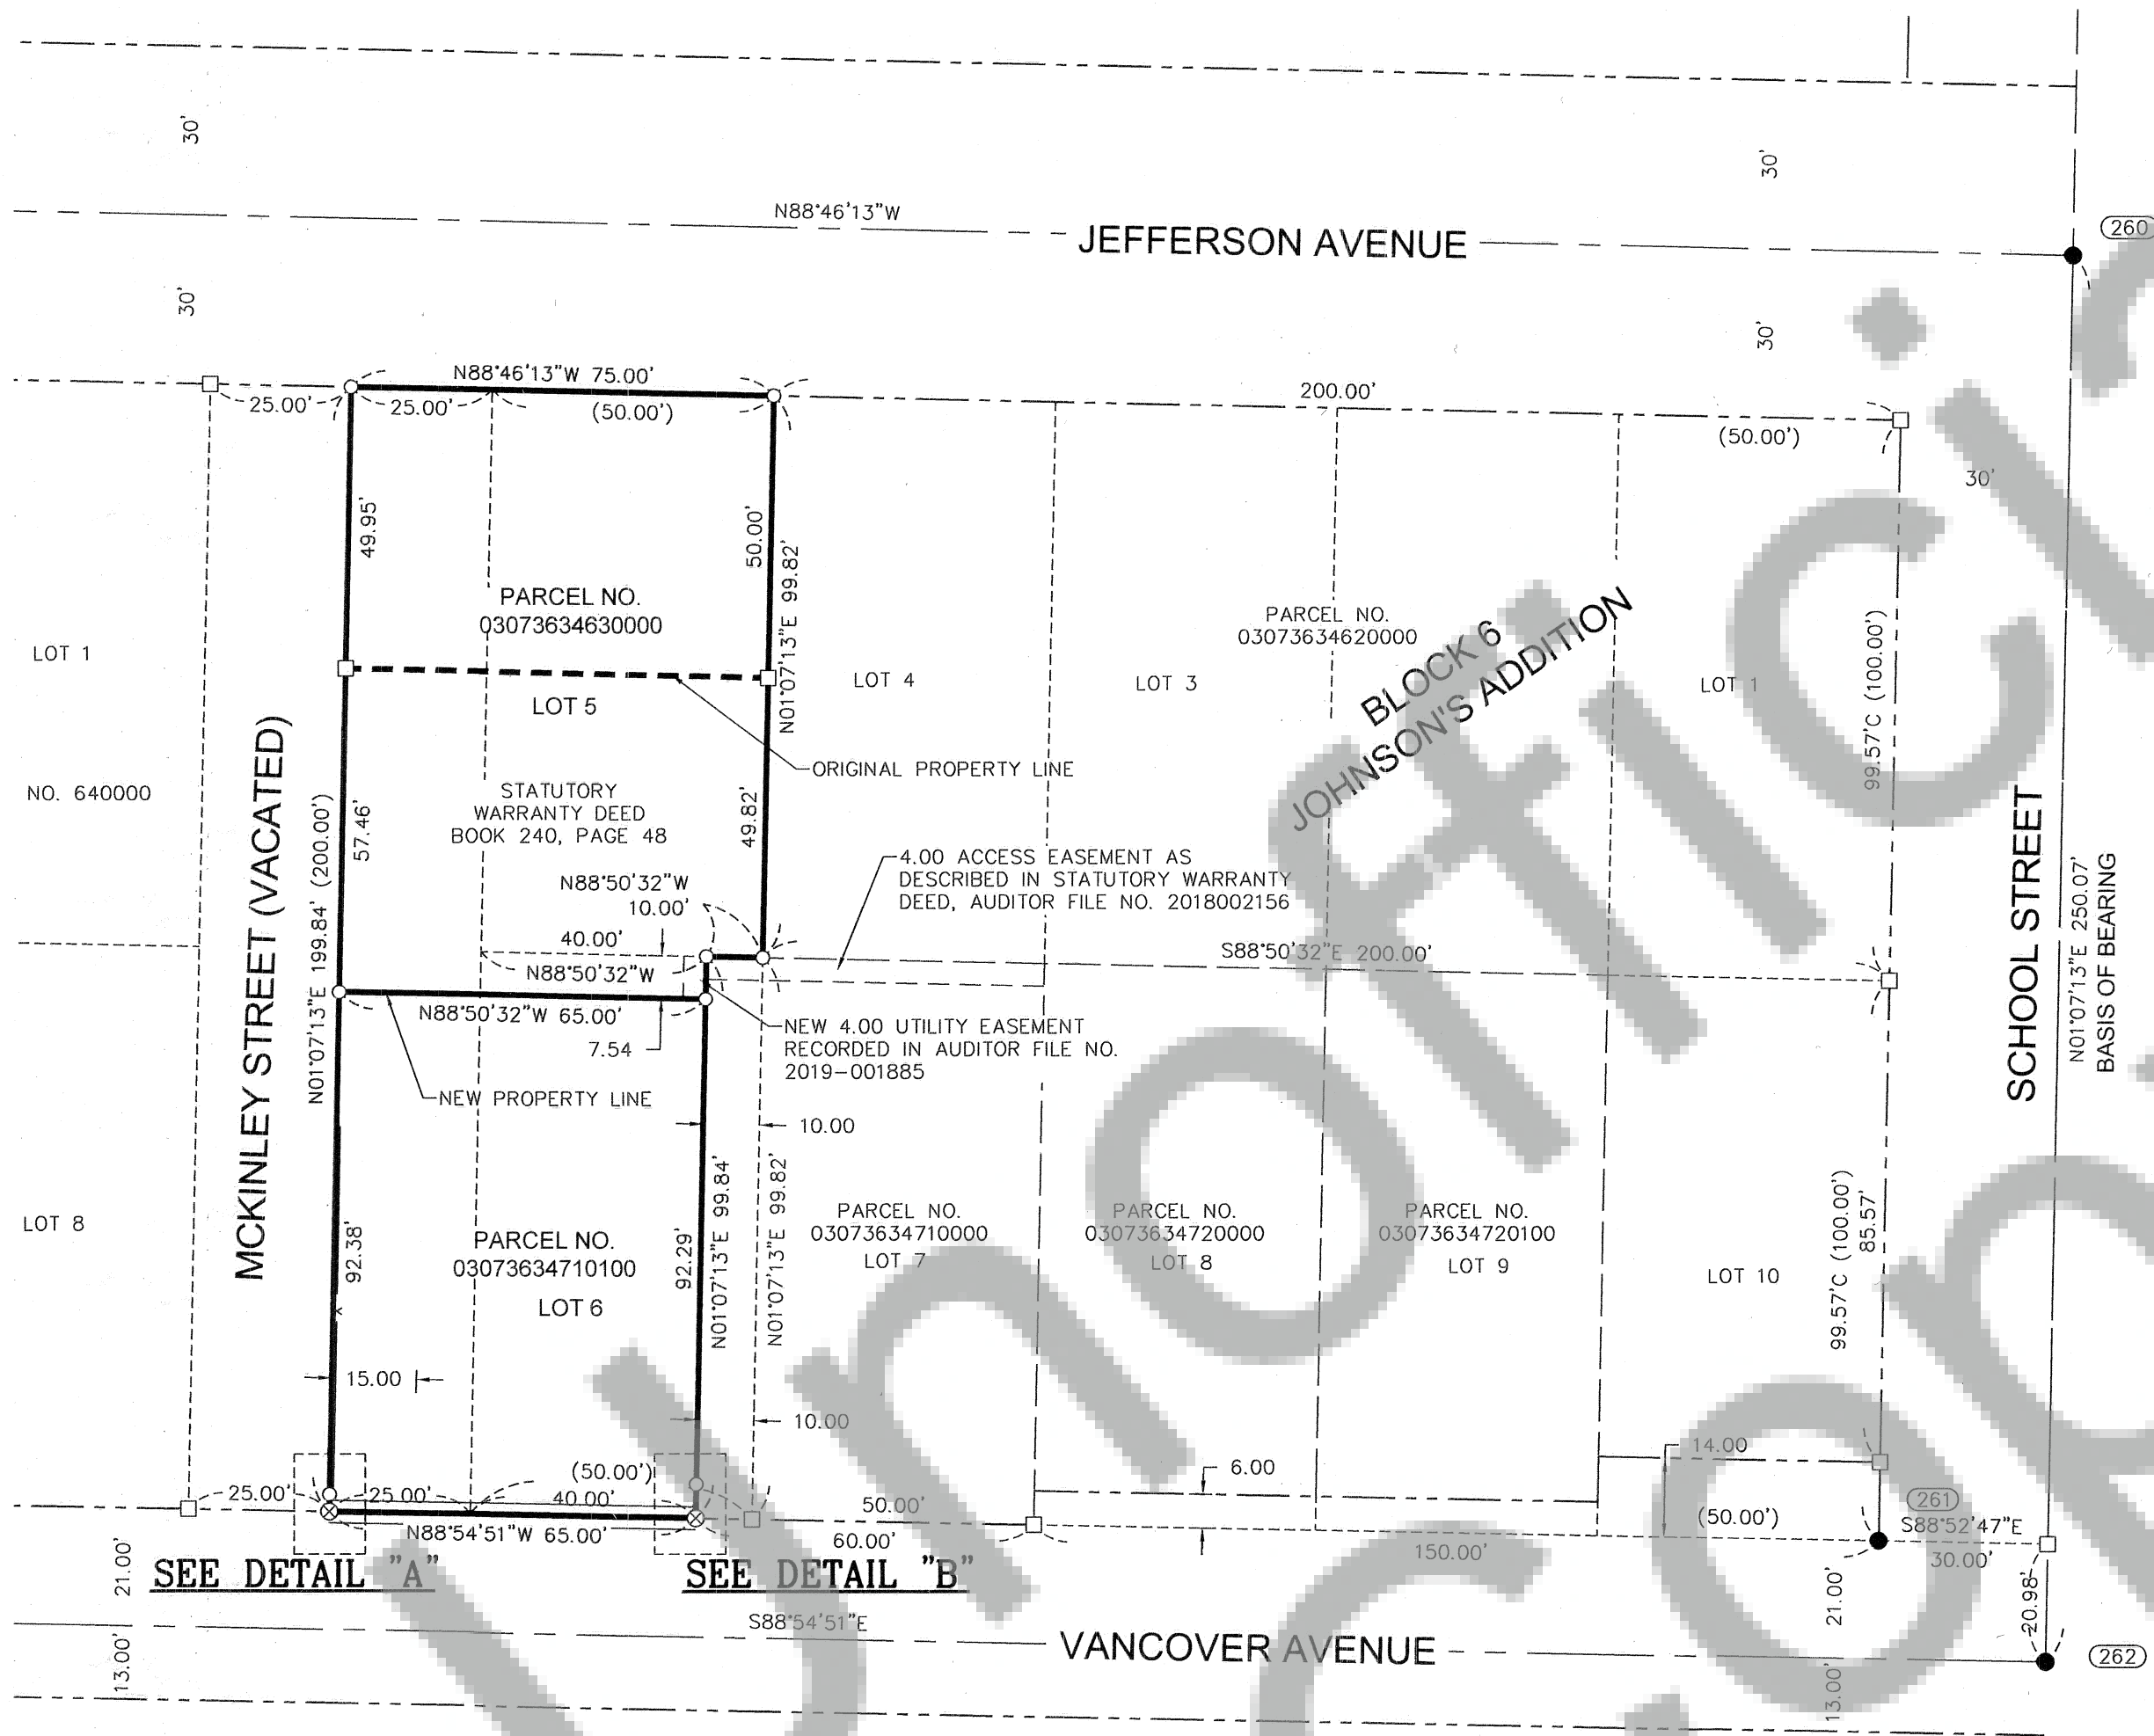 30'
30'
N88°46'13"W
JEFFERSON AVENUE
260
30'
30'
N88°46'13"W 75.00'
25.00'
25.00'
(50.00')
200.00'
(50.00')
30'
49.95'
50.00'
N01°07'13"E 99.82'
PARCEL NO.
03073634630000
LOT 1
LOT 5
LOT 4
LOT 3
PARCEL NO.
03073634620000
BLOCK 6
JOHNSON'S ADDITION
LOT 1
99.57'C (100.00')
ORIGINAL PROPERTY LINE
NO. 640000
MCKINLEY STREET (VACATED)
N01°07'13"E 199.84' (200.00')
57.46'
STATUTORY
WARRANTY DEED
BOOK 240, PAGE 48
49.82'
4.00 ACCESS EASEMENT AS
DESCRIBED IN STATUTORY WARRANTY
DEED, AUDITOR FILE NO. 2018002156
N88°50'32"W
10.00'
40.00'
N88°50'32"W
S88°50'32"E 200.00'
SCHOOL STREET
N01°07'13"E 250.07'
BASIS OF BEARING
N88°50'32"W 65.00'
7.54
NEW 4.00 UTILITY EASEMENT
RECORDED IN AUDITOR FILE NO.
2019-001885
NEW PROPERTY LINE
10.00
LOT 8
92.38'
PARCEL NO.
03073634710100
LOT 6
92.29'
N01°07'13"E 99.84'
N01°07'13"E 99.82'
PARCEL NO.
03073634710000
LOT 7
PARCEL NO.
03073634720000
LOT 8
PARCEL NO.
03073634720100
LOT 9
LOT 10
99.57'C (100.00')
85.57'
15.00
10.00
6.00
14.00
25.00'
25.00'
(50.00')
40.00'
N88°54'51"W 65.00'
50.00'
60.00'
150.00'
(50.00')
261
S88°52'47"E
30.00'
21.00'
SEE DETAIL "A"
SEE DETAIL "B"
21.00'
20.98'
S88°54'51"E
VANCOVER AVENUE
262
13.00'
13.00'